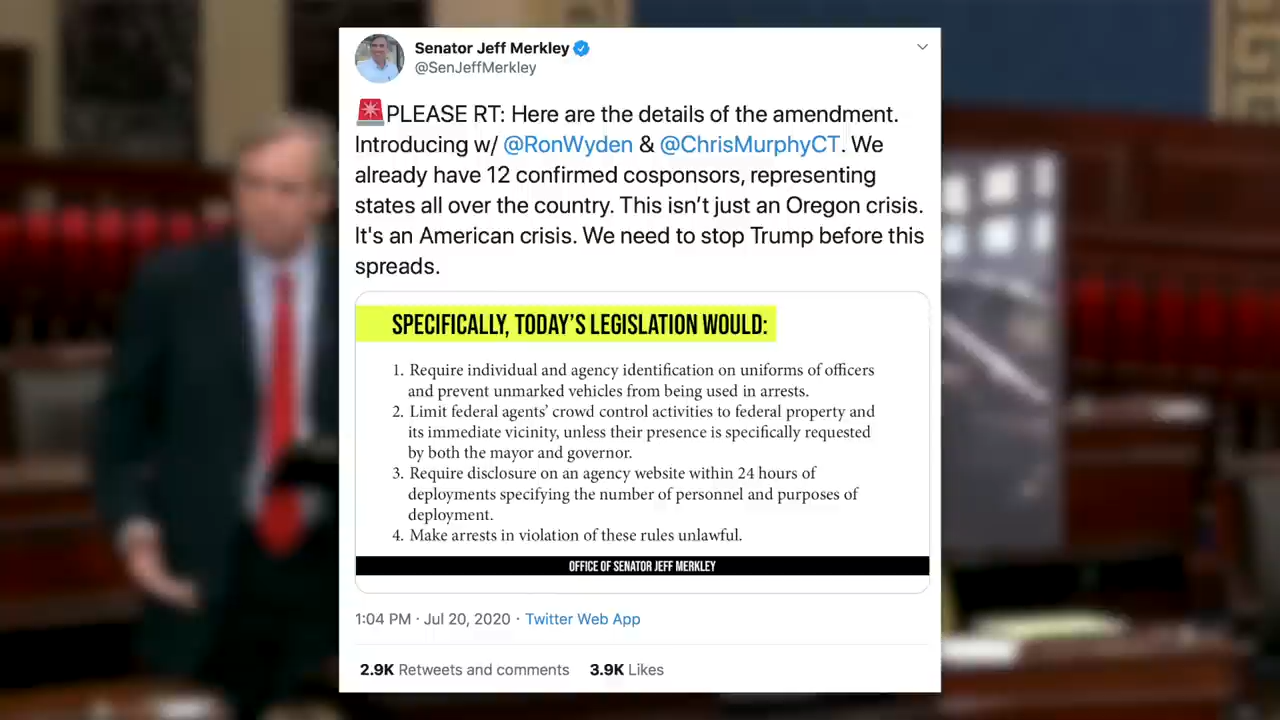 Senator Jeff Merkley
@SenJeffMerkley
🚨PLEASE RT: Here are the details of the amendment.
Introducing w/ @RonWyden & @ChrisMurphyCT. We
already have 12 confirmed cosponsors, representing
states all over the country. This isn’t just an Oregon crisis.
It's an American crisis. We need to stop Trump before this
spreads.
SPECIFICALLY, TODAY’S LEGISLATION WOULD:
1. Require individual and agency identification on uniforms of officers
and prevent unmarked vehicles from being used in arrests.
2. Limit federal agents’ crowd control activities to federal property and
its immediate vicinity, unless their presence is specifically requested
by both the mayor and governor.
3. Require disclosure on an agency website within 24 hours of
deployments specifying the number of personnel and purposes of
deployment.
4. Make arrests in violation of these rules unlawful.
OFFICE OF SENATOR JEFF MERKLEY
1:04 PM · Jul 20, 2020 · Twitter Web App
2.9K Retweets and comments 3.9K Likes